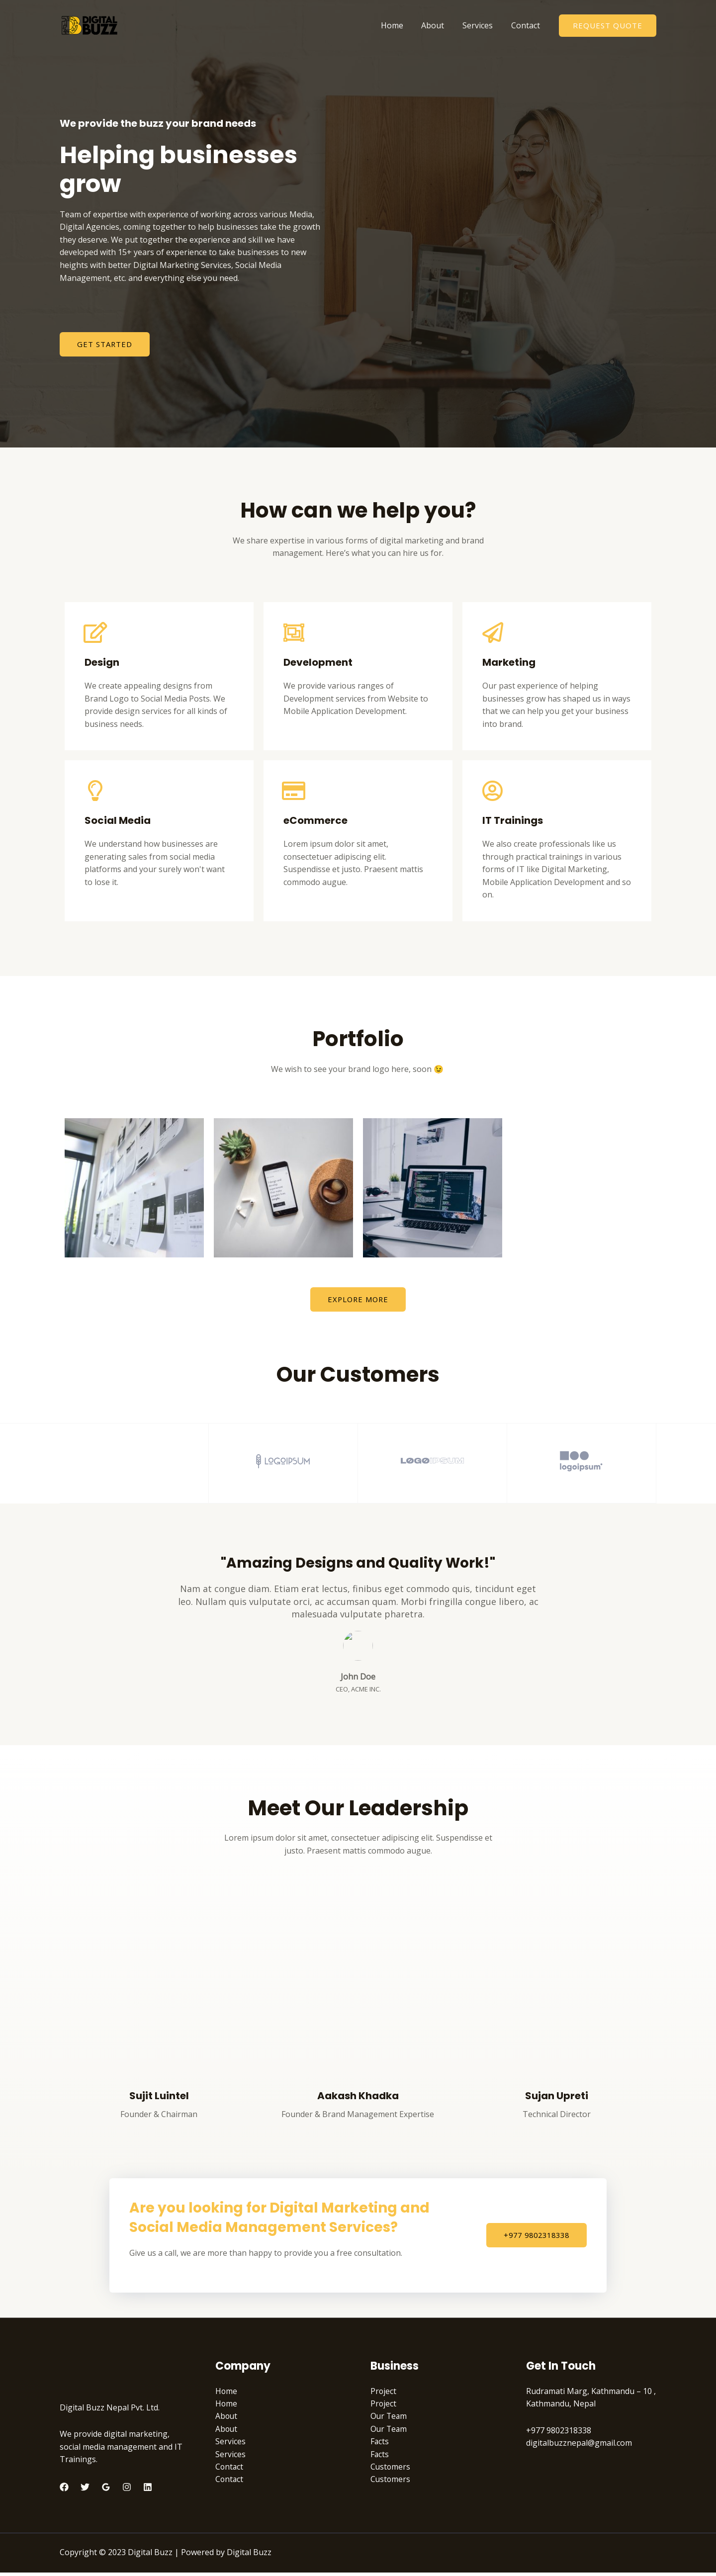 DIGITAL
BUZZ
Home
About
Services
Contact
REQUEST QUOTE
We provide the buzz your brand needs
Helping businesses
grow
Team of expertise with experience of working across various Media,
Digital Agencies, coming together to help businesses take the growth
they deserve. We put together the experience and skill we have
developed with 15+ years of experience to take businesses to new
heights with better Digital Marketing Services, Social Media
Management, etc. and everything else you need.
GET STARTED
How can we help you?
We share expertise in various forms of digital marketing and brand
management. Here's what you can hire us for.
Design
We create appealing designs from
Brand Logo to Social Media Posts. We
provide design services for all kinds of
business needs.
Development
We provide various ranges of
Development services from Website to
Mobile Application Development.
Marketing
Our past experience of helping
businesses grow has shaped us in ways
that we can help you get your business
into brand.
Social Media
We understand how businesses are
generating sales from social media
platforms and your surely won't want
to lose it.
eCommerce
Lorem ipsum dolor sit amet,
consectetuer adipiscing elit.
Suspendisse et justo. Praesent mattis
commodo augue.
IT Trainings
We also create professionals like us
through practical trainings in various
forms of IT like Digital Marketing,
Mobile Application Development and so
on.
Portfolio
We wish to see your brand logo here, soon 😉
EXPLORE MORE
Our Customers
LOGOIPSUM
LOGOIPSUM
logoipsum
"Amazing Designs and Quality Work!"
Nam at congue diam. Etiam erat lectus, finibus eget commodo quis, tincidunt eget
leo. Nullam quis vulputate orci, ac accumsan quam. Morbi fringilla congue libero, ac
malesuada vulputate pharetra.
John Doe
CEO, ACME INC.
Meet Our Leadership
Lorem ipsum dolor sit amet, consectetuer adipiscing elit. Suspendisse et
justo. Praesent mattis commodo augue.
Sujit Luintel
Founder & Chairman
Aakash Khadka
Founder & Brand Management Expertise
Sujan Upreti
Technical Director
Are you looking for Digital Marketing and
Social Media Management Services?
Give us a call, we are more than happy to provide you a free consultation.
+977 9802318338
Digital Buzz Nepal Pvt. Ltd.
We provide digital marketing,
social media management and IT
Trainings.
Company
Home
Home
About
About
Services
Services
Contact
Contact
Business
Project
Project
Our Team
Our Team
Facts
Facts
Customers
Customers
Get In Touch
Rudramati Marg, Kathmandu – 10 ,
Kathmandu, Nepal
+977 9802318338
digitalbuzznepal@gmail.com
Copyright © 2023 Digital Buzz | Powered by Digital Buzz